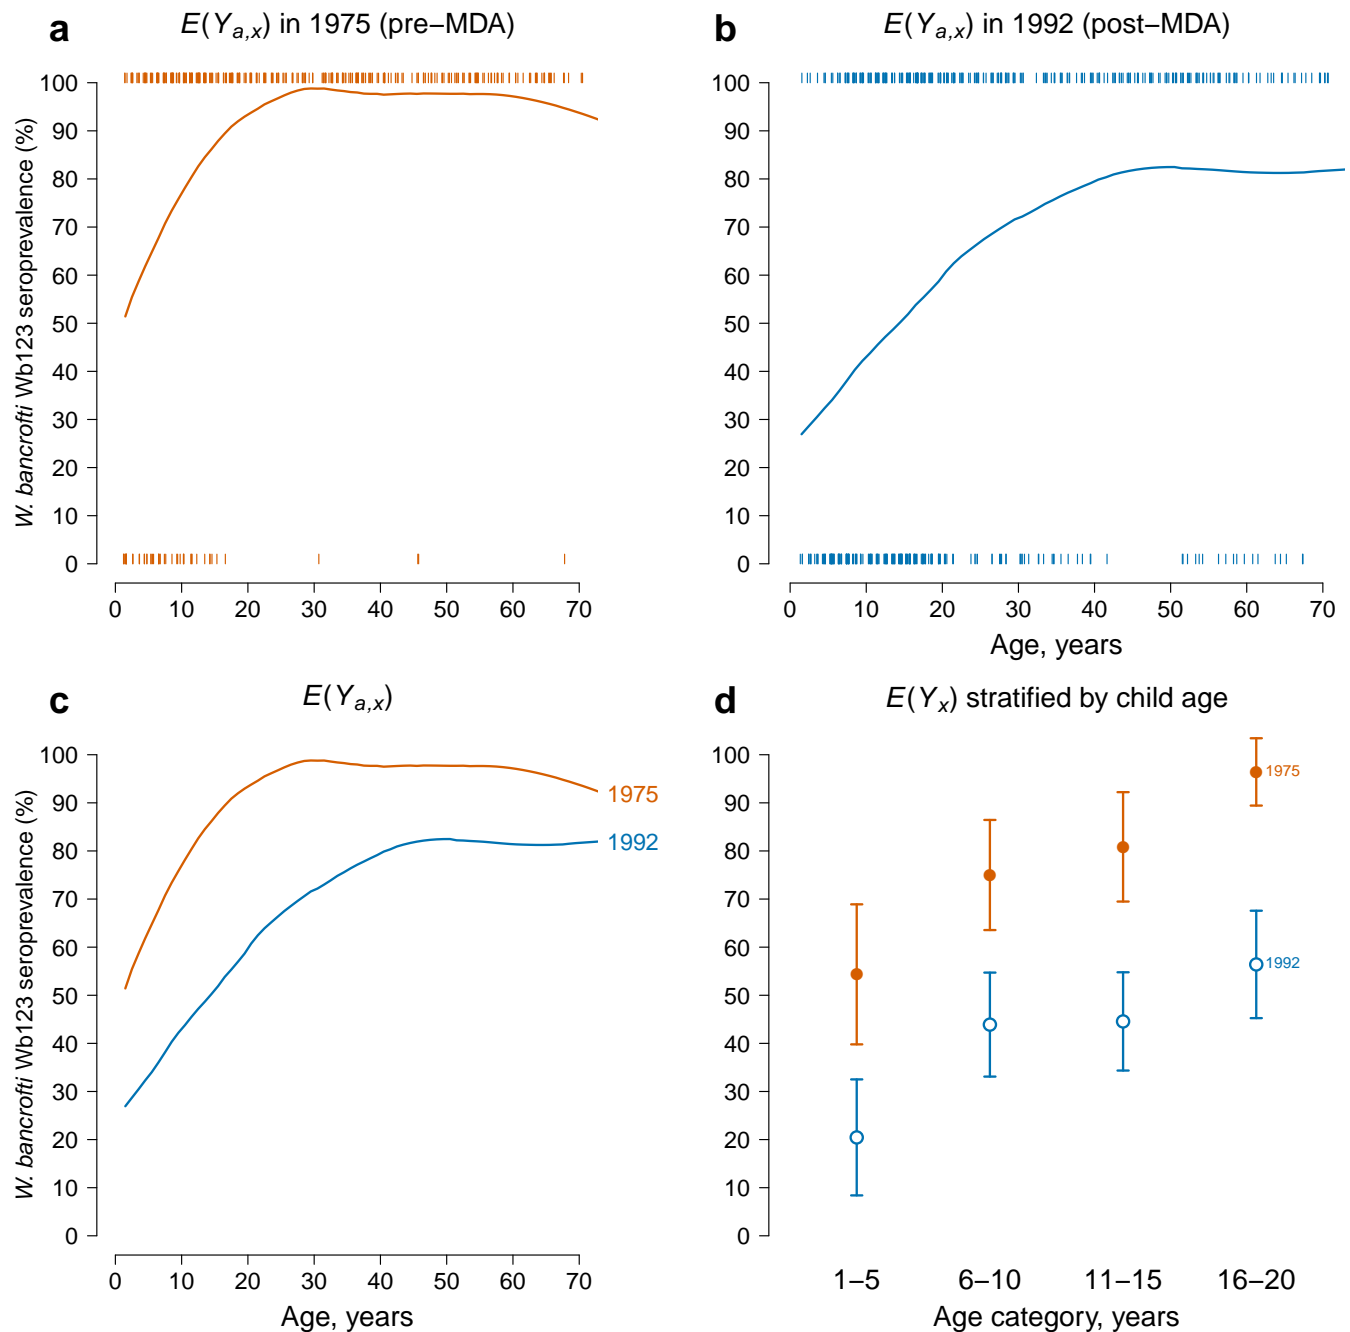 a
E(Ya,x) in 1975 (pre−MDA)
W. bancrofti Wb123 seroprevalence (%)
100
90
80
70
60
50
40
30
20
10
0
0 10 20 30 40 50 60 70
b
E(Ya,x) in 1992 (post−MDA)
100
90
80
70
60
50
40
30
20
10
0
0 10 20 30 40 50 60 70
Age, years
c
E(Ya,x)
W. bancrofti Wb123 seroprevalence (%)
100
90
80
70
60
50
40
30
20
10
0
1975
1992
0 10 20 30 40 50 60 70
Age, years
d
E(Yx) stratified by child age
100
90
80
70
60
50
40
30
20
10
0
1975
1992
1−5 6−10 11−15 16−20
Age category, years